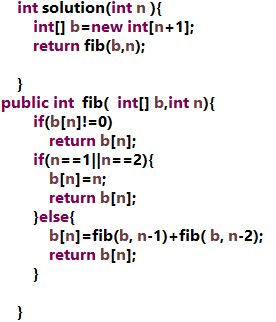 int solution(int n ){
int[] b=new int[n+1];
return fib(b,n);
}
public int  fib(  int[] b,int n){
if(b[n]!=0)
return b[n];
if(n==1||n==2){
b[n]=n;
return b[n];
}else{
b[n]=fib(b, n-1)+fib( b, n-2);
return b[n];
}
}